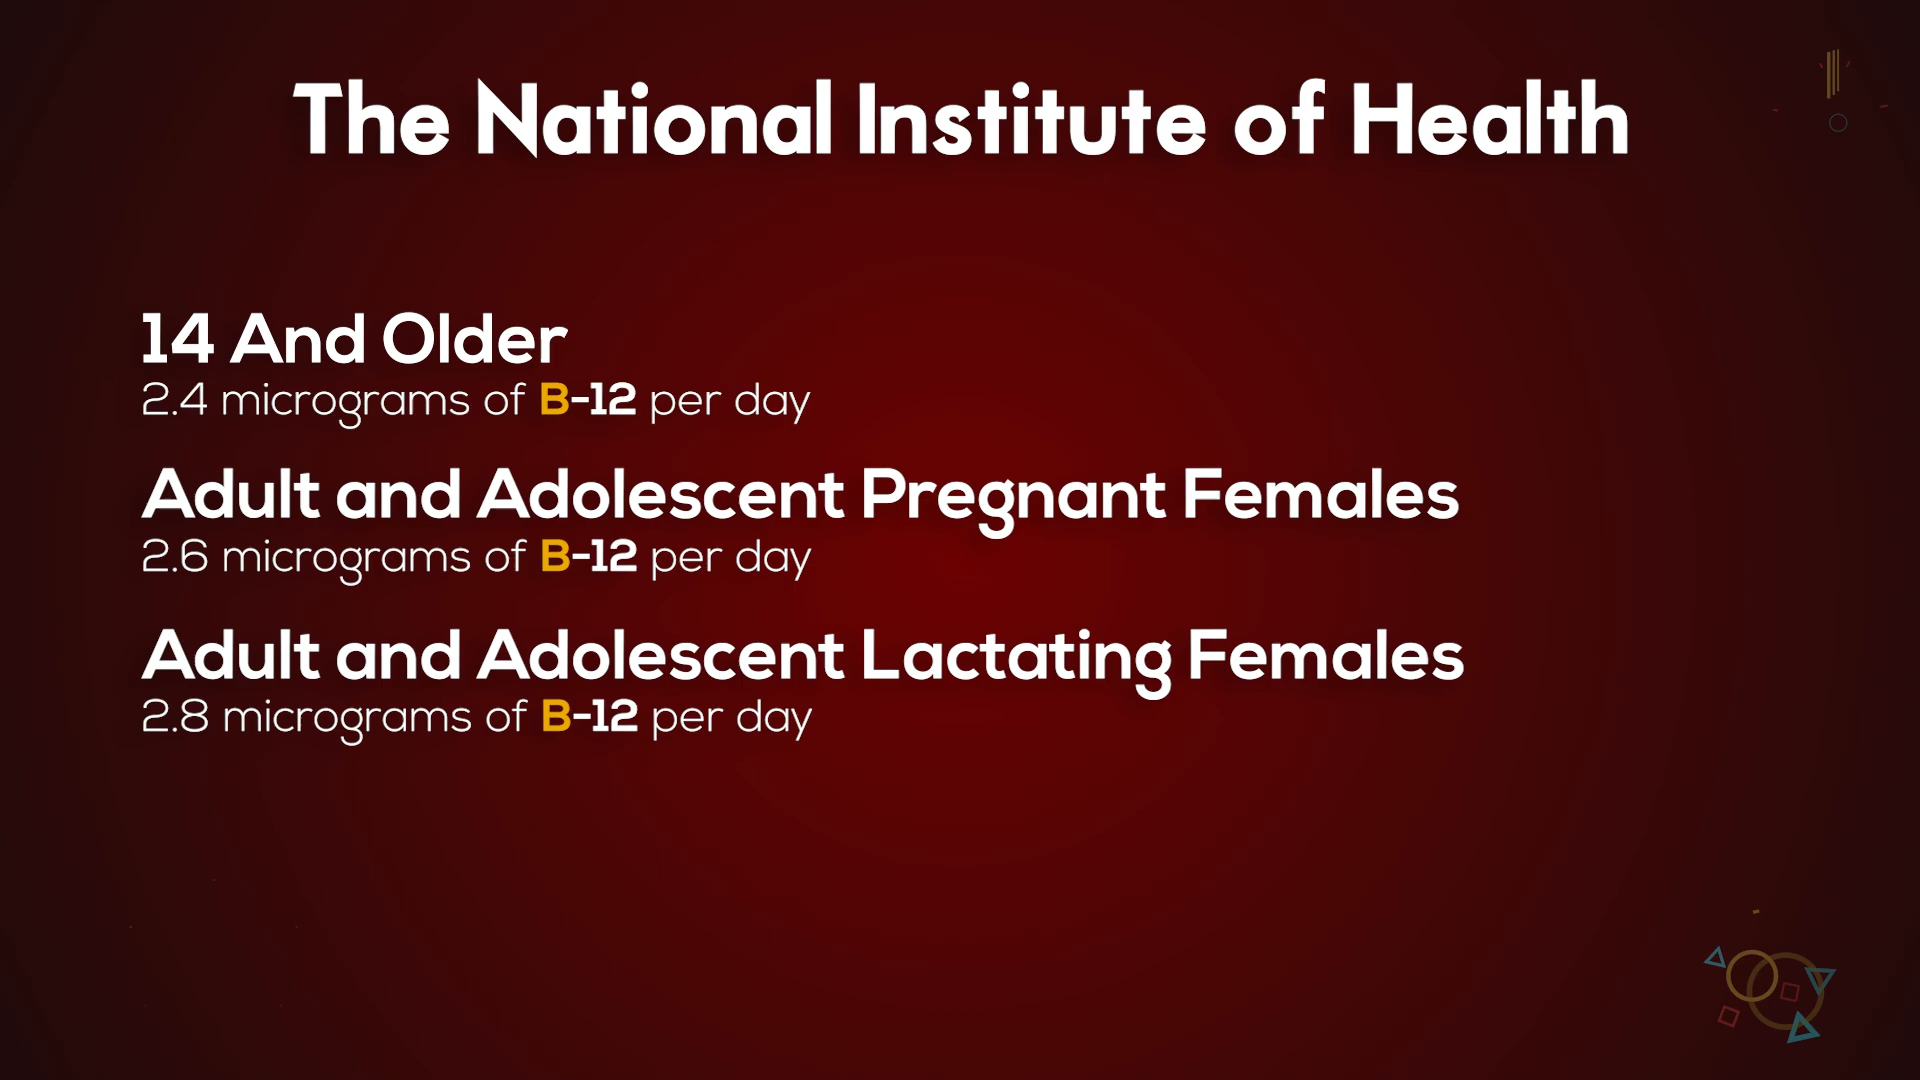 The National Institute of Health
14 And Older
2.4 micrograms of B-12 per day
Adult and Adolescent Pregnant Females
2.6 micrograms of B-12 per day
Adult and Adolescent Lactating Females
2.8 micrograms of B-12 per day